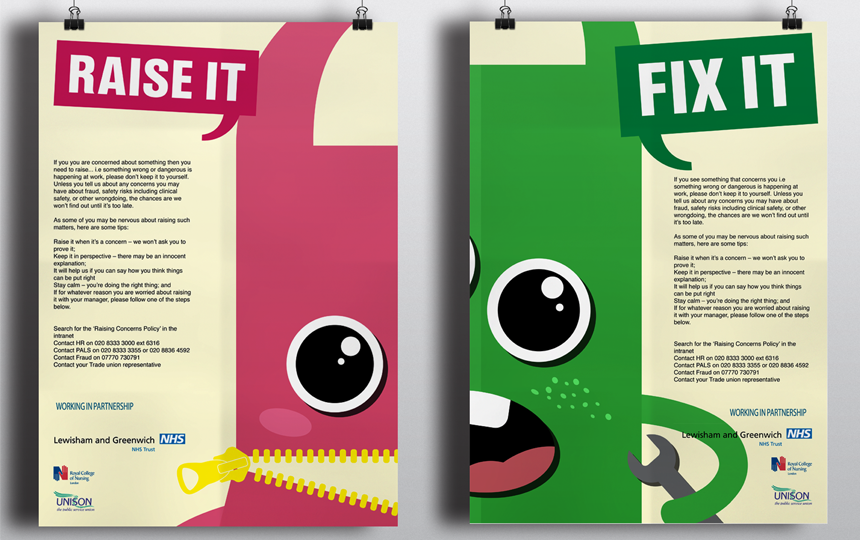 RAISE IT
If you you are concerned about something then you
need to raise... i.e something wrong or dangerous is
happening at work, please don't keep it to yourself.
Unless you tell us about any concerns you may
have about fraud, safety risks including clinical
safety, or other wrongdoing, the chances are we
won't find out until it's too late.
As some of you may be nervous about raising such
matters, here are some tips:
Raise it when it's a concern – we won't ask you to
prove it;
Keep it in perspective – there may be an innocent
explanation;
It will help us if you can say how you think things
can be put right
Stay calm – you're doing the right thing; and
If for whatever reason you are worried about raising
it with your manager, please follow one of the steps
below.
Search for the 'Raising Concerns Policy' in the
intranet
Contact HR on 020 8333 3000 ext 6316
Contact PALS on 020 8333 3355 or 020 8836 4592
Contact Fraud on 07770 730791
Contact your Trade union representative
WORKING IN PARTNERSHIP
Lewisham and Greenwich NHS
NHS Trust
Royal College
of Nursing
London
UNISON
the public service union
FIX IT
If you see something that concerns you i.e
something wrong or dangerous is happening at
work, please don't keep it to yourself. Unless you
tell us about any concerns you may have about
fraud, safety risks including clinical safety, or other
wrongdoing, the chances are we won't find out until
it's too late.
As some of you may be nervous about raising such
matters, here are some tips:
Raise it when it's a concern – we won't ask you to
prove it;
Keep it in perspective – there may be an innocent
explanation;
It will help us if you can say how you think things
can be put right
Stay calm – you're doing the right thing; and
If for whatever reason you are worried about raising
it with your manager, please follow one of the steps
below.
Search for the 'Raising Concerns Policy' in the
intranet
Contact HR on 020 8333 3000 ext 6316
Contact PALS on 020 8333 3355 or 020 8836 4592
Contact Fraud on 07770 730791
Contact your Trade union representative
WORKING IN PARTNERSHIP
Lewisham and Greenwich NHS
NHS Trust
Royal College
of Nursing
London
UNISON
the public service union